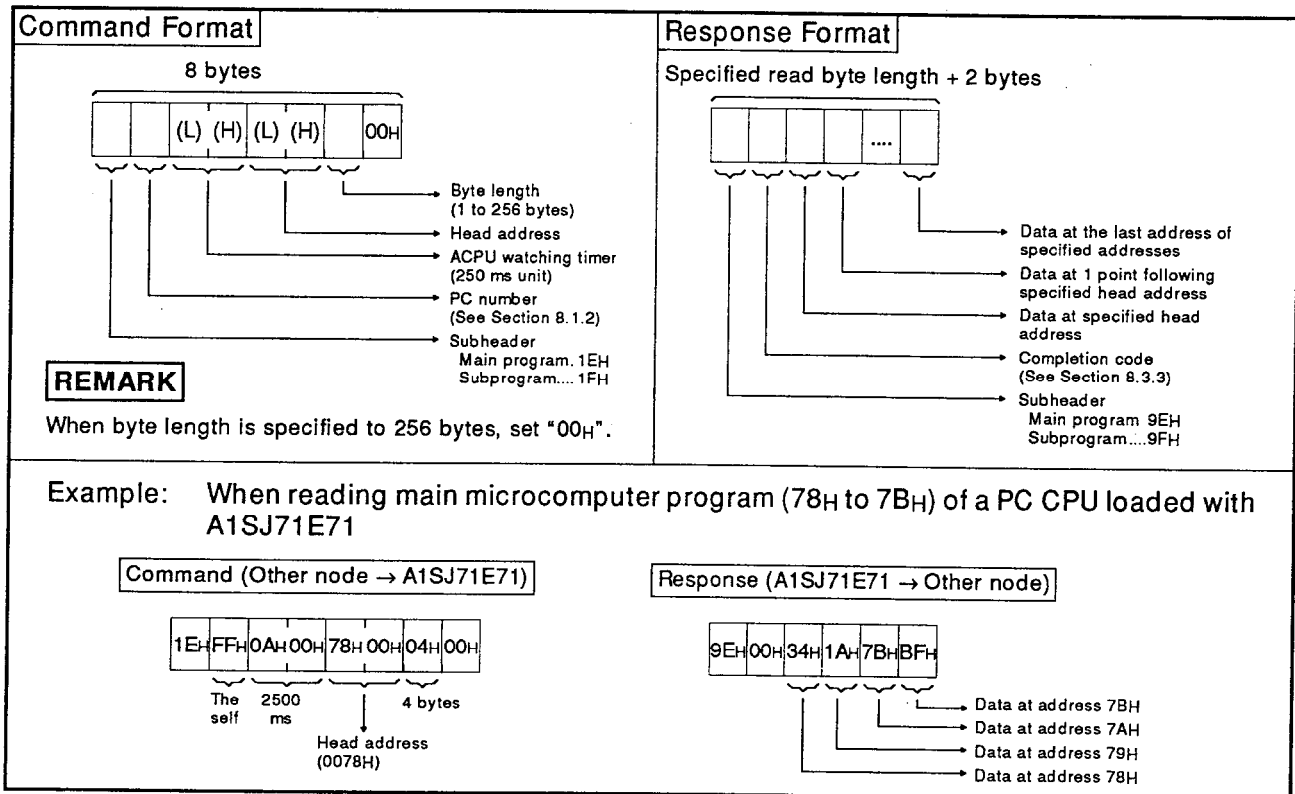 Command Format
8 bytes
(L) (H) (L) (H) 00H
Byte length
(1 to 256 bytes)
Head address
ACPU watching timer
(250 ms unit)
PC number
(See Section 8.1.2)
Subheader
Main program. 1EH
Subprogram.... 1FH
REMARK
When byte length is specified to 256 bytes, set "00H".
Response Format
Specified read byte length + 2 bytes
....
Data at the last address of
specified addresses
Data at 1 point following
specified head address
Data at specified head
address
Completion code
(See Section 8.3.3)
Subheader
Main program 9EH
Subprogram....9FH
Example: When reading main microcomputer program (78H to 7BH) of a PC CPU loaded with
A1SJ71E71
Command (Other node → A1SJ71E71)
1EH FFH 0AH 00H 78H 00H 04H 00H
The self 2500 ms 4 bytes
Head address
(0078H)
Response (A1SJ71E71 → Other node)
9EH 00H 34H 1AH 7BH BFH
Data at address 7BH
Data at address 7AH
Data at address 79H
Data at address 78H